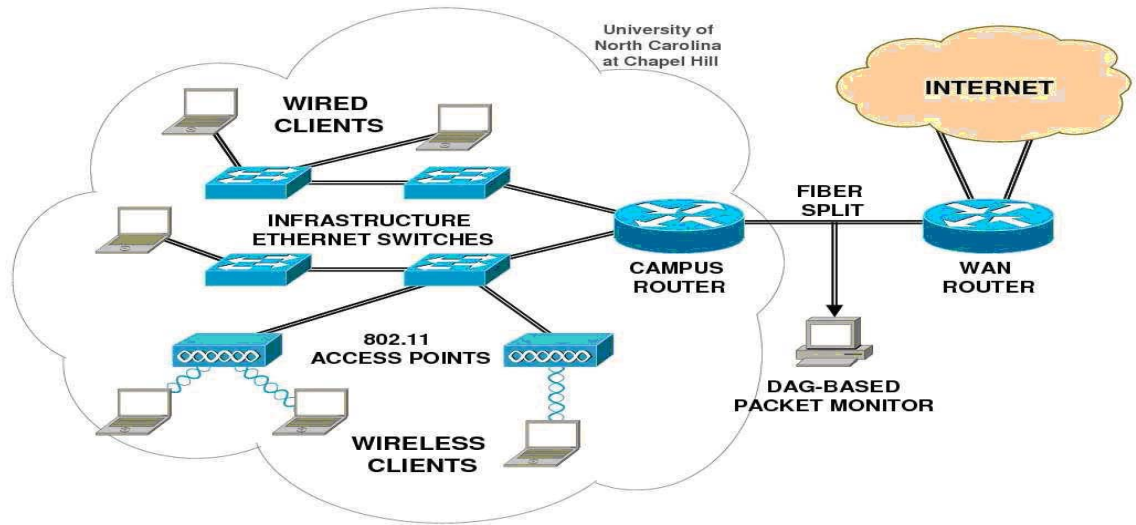 University of
North Carolina
at Chapel Hill
INTERNET
WIRED
CLIENTS
FIBER
SPLIT
INFRASTRUCTURE
ETHERNET SWITCHES
CAMPUS
ROUTER
WAN
ROUTER
802.11
ACCESS POINTS
DAG-BASED
PACKET MONITOR
WIRELESS
CLIENTS